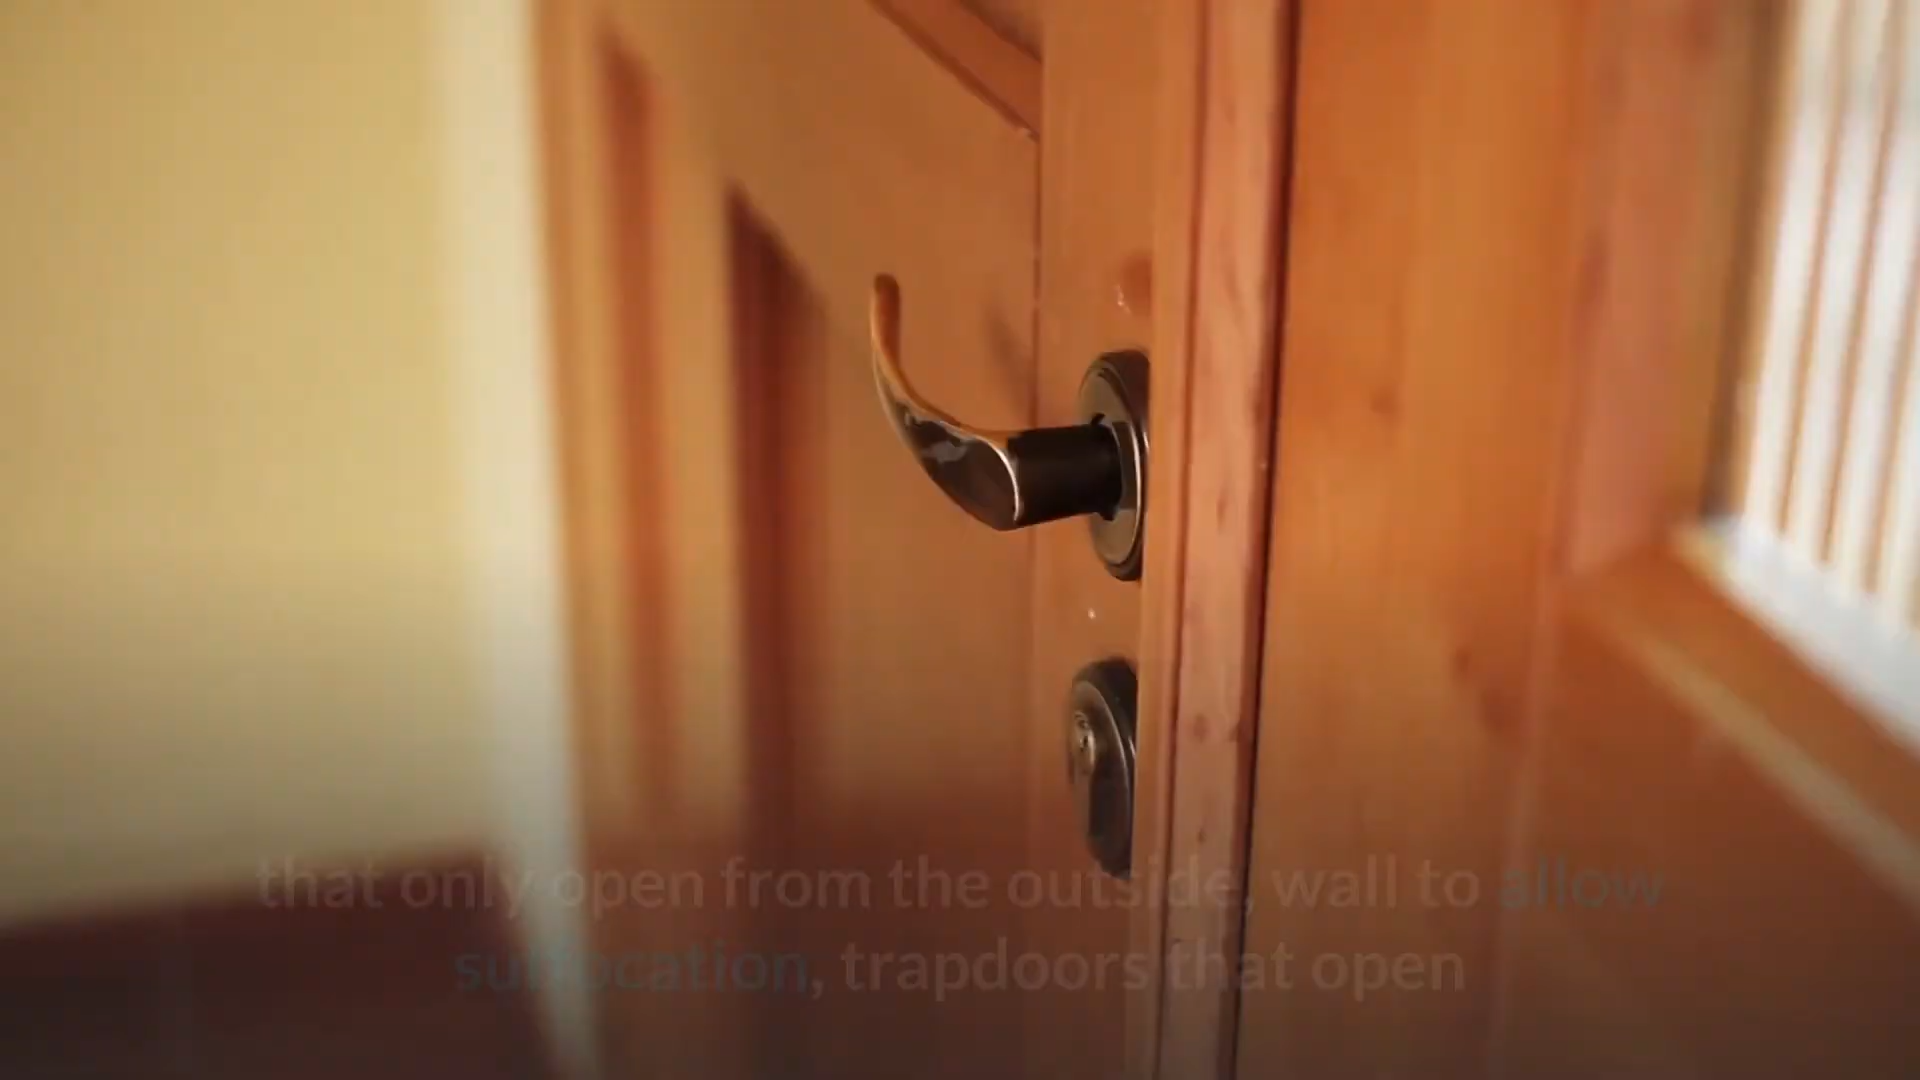 that only open from the outside, wall to allow
suffocation, trapdoors that open